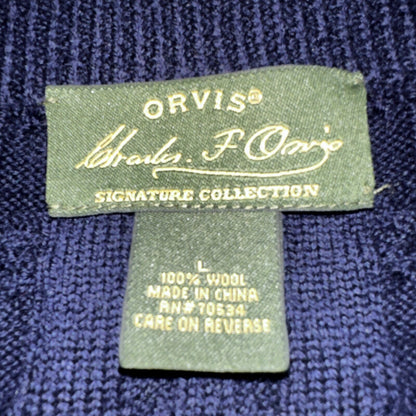 ORVIS®
Charles. F. Orvis
SIGNATURE COLLECTION
L
100% WOOL
MADE IN CHINA
RN# 70534
CARE ON REVERSE